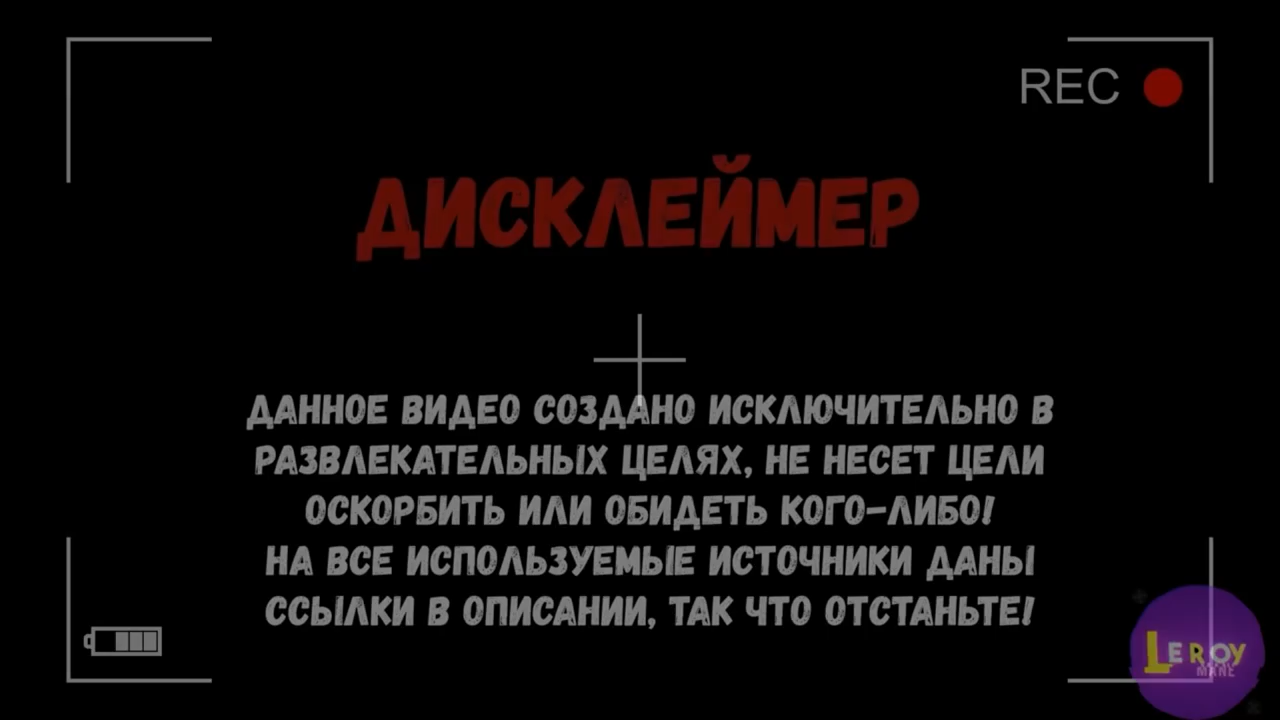 REC
ДИСКЛЕЙМЕР
ДАННОЕ ВИДЕО СОЗДАНО ИСКЛЮЧИТЕЛЬНО В
РАЗВЛЕКАТЕЛЬНЫХ ЦЕЛЯХ, НЕ НЕСЕТ ЦЕЛИ
ОСКОРБИТЬ ИЛИ ОБИДЕТЬ КОГО-ЛИБО!
НА ВСЕ ИСПОЛЬЗУЕМЫЕ ИСТОЧНИКИ ДАНЫ
ССЫЛКИ В ОПИСАНИИ, ТАК ЧТО ОТСТАНЬТЕ!
LEROY
MANE